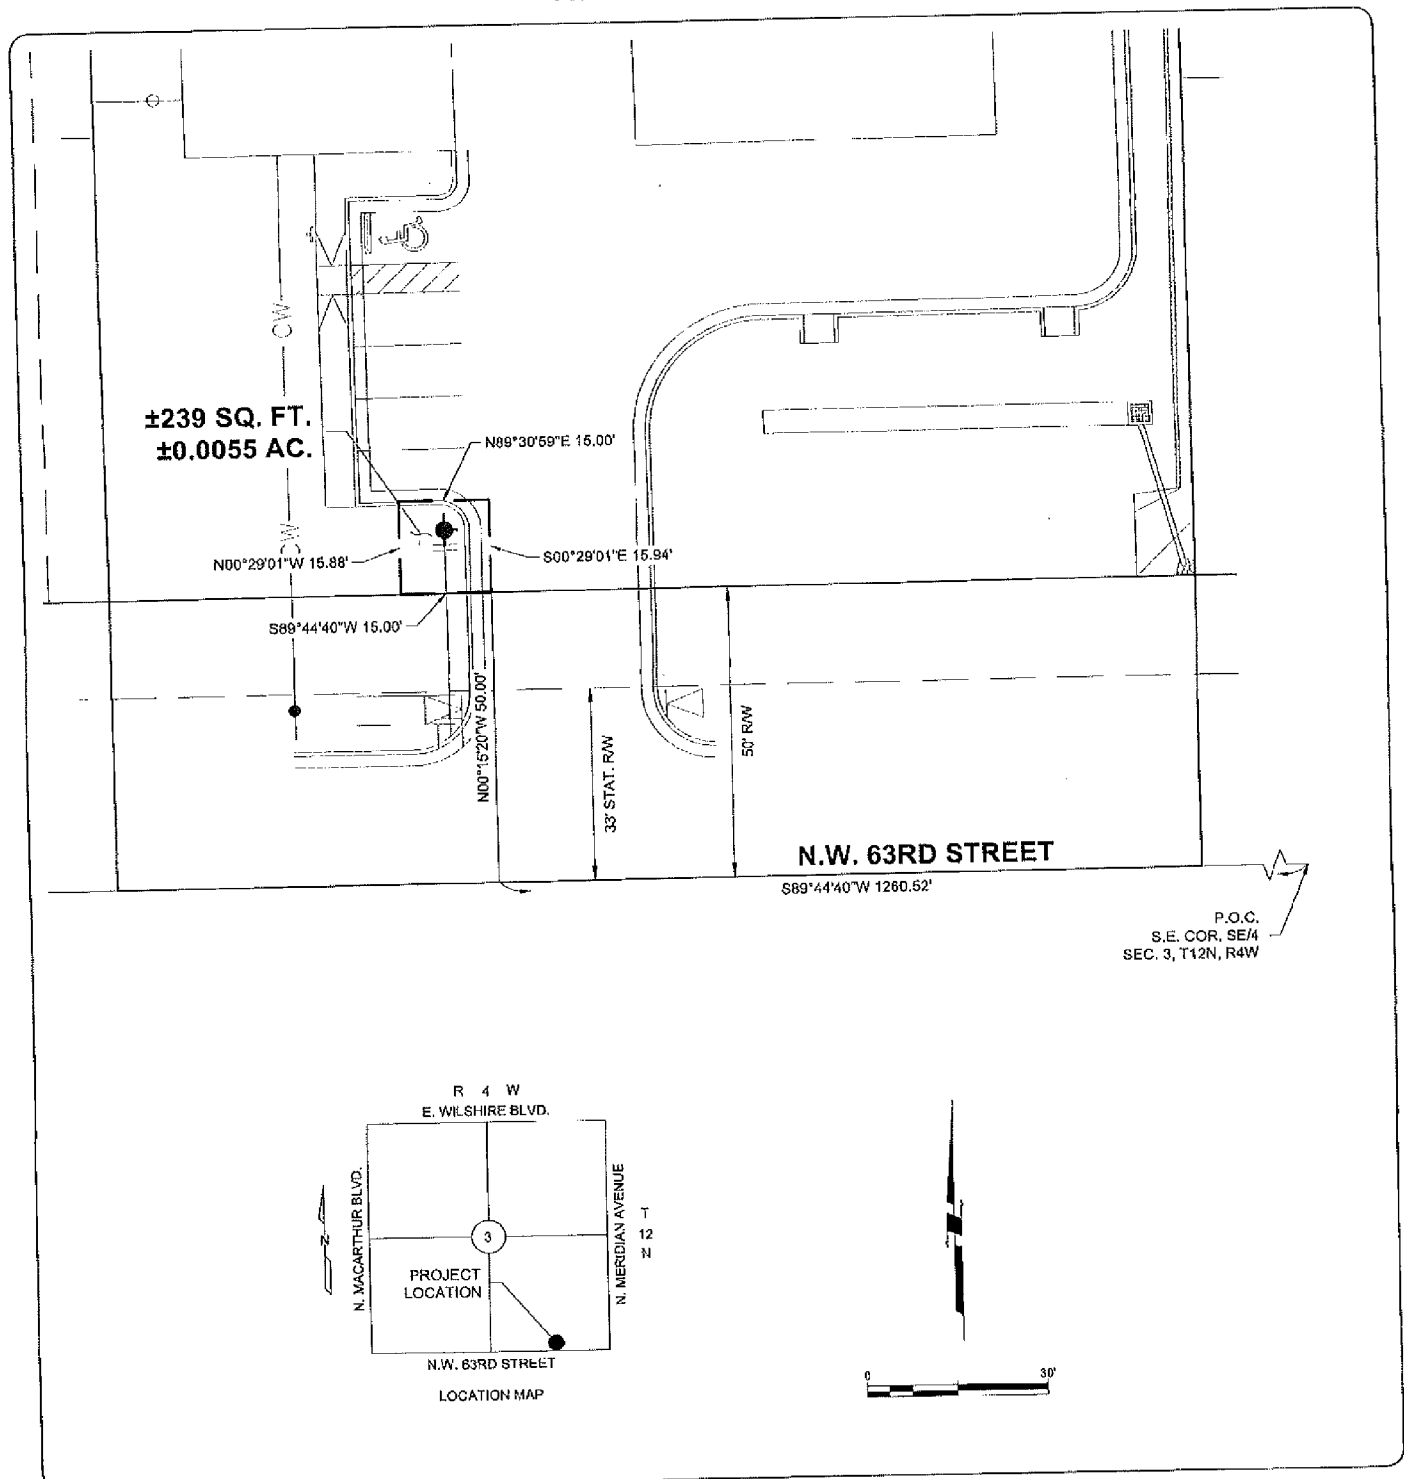 CW
±239 SQ. FT.
±0.0055 AC.
N89°30'59"E 15.00'
CW
N00°29'01"W 15.88'
S00°29'01"E 15.94'
S89°44'40"W 15.00'
N00°15'20"W 50.00'
33' STAT. R/W
50' R/W
N.W. 63RD STREET
S89°44'40"W 1260.52'
P.O.C.
S.E. COR, SE/4
SEC. 3, T12N, R4W
R 4 W
E. WILSHIRE BLVD.
N. MACARTHUR BLVD.
N. MERIDIAN AVENUE
T
12
N
N
3
PROJECT
LOCATION
N.W. 63RD STREET
LOCATION MAP
0 30'